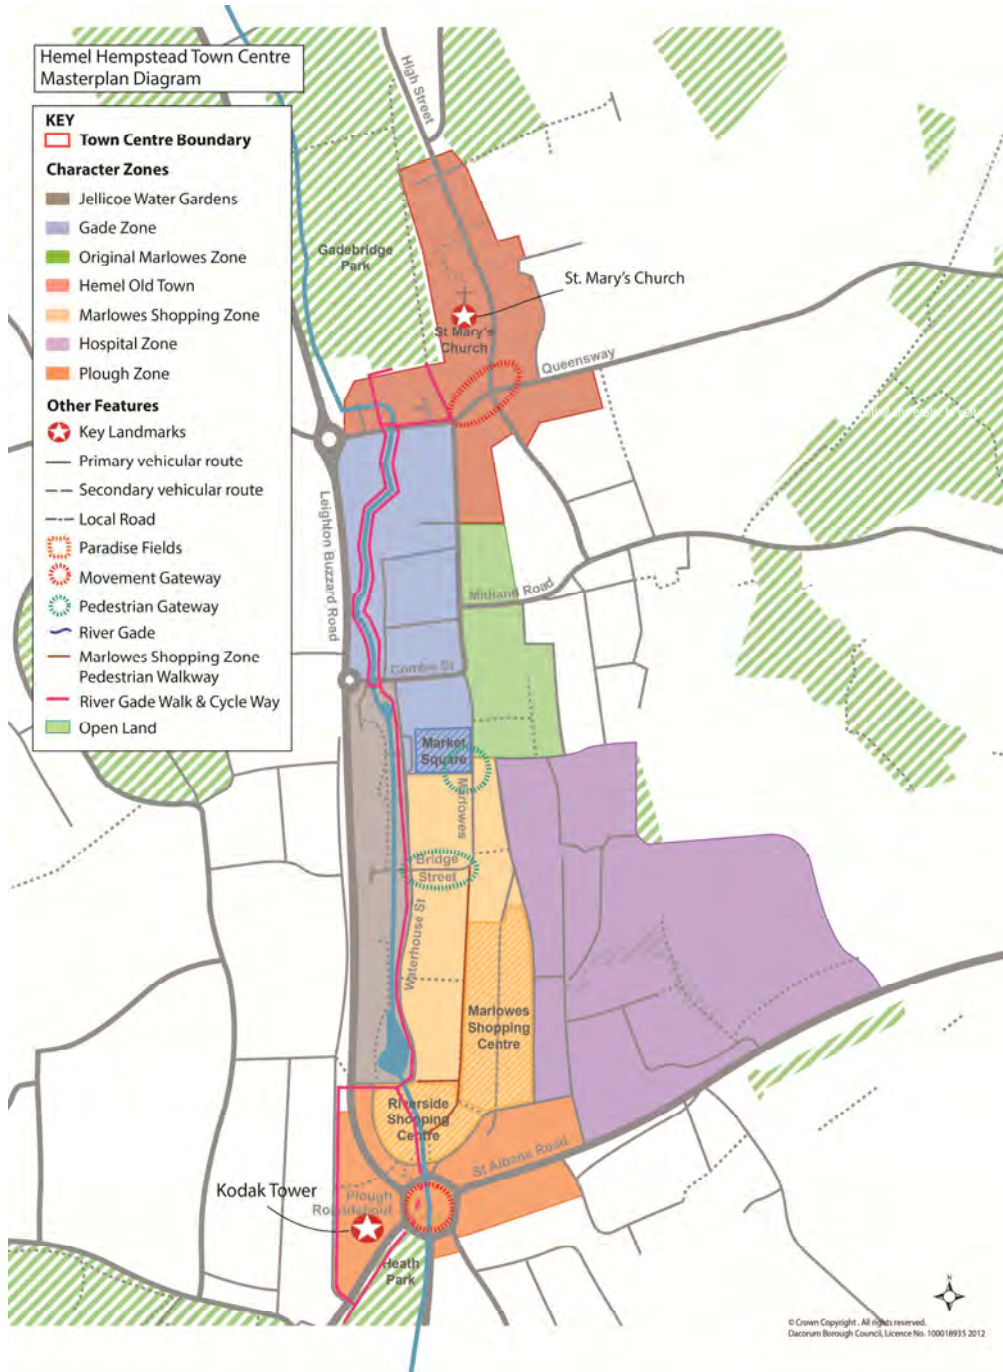 Hemel Hempstead Town Centre
Masterplan Diagram
KEY
Town Centre Boundary
Character Zones
Jellicoe Water Gardens
Gade Zone
Original Marlowes Zone
Hemel Old Town
Marlowes Shopping Zone
Hospital Zone
Plough Zone
Other Features
Key Landmarks
Primary vehicular route
Secondary vehicular route
Local Road
Paradise Fields
Movement Gateway
Pedestrian Gateway
River Gade
Marlowes Shopping Zone
Pedestrian Walkway
River Gade Walk & Cycle Way
Open Land
High Street
Gadebridge
Park
St. Mary's Church
St Mary's
Church
Queensway
Leighton Buzzard Road
Midland Road
Combe St
Market
Square
Marlowes
Bridge
Street
Waterhouse St
Marlowes
Shopping
Centre
Riverside
Shopping
Centre
St Albans Road
Kodak Tower
Plough
Roundabout
Heath
Park
N
© Crown Copyright . All rights reserved.
Dacorum Borough Council, Licence No. 100018935 2012